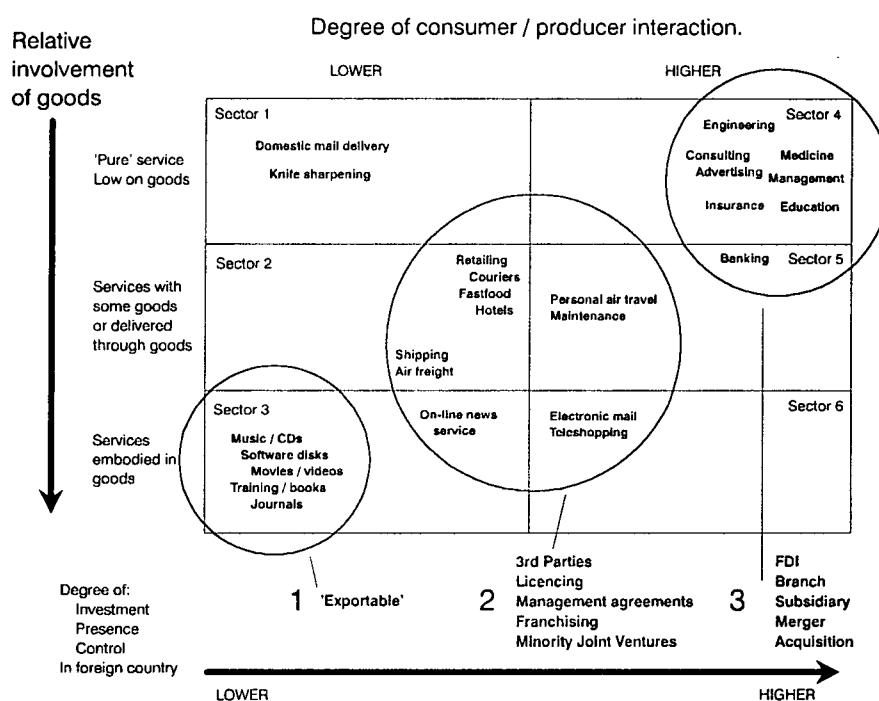 Degree of consumer / producer interaction.
Relative
involvement
of goods
LOWER
HIGHER
Sector 1
Domestic mail delivery
Knife sharpening
Sector 4
Engineering
Consulting Medicine
Advertising Management
Insurance Education
'Pure' service
Low on goods
Sector 2
Retailing
Couriers
Fastfood
Hotels
Shipping
Air freight
Personal air travel
Maintenance
Banking Sector 5
Services with
some goods
or delivered
through goods
Sector 3
Music / CDs
Software disks
Movies / videos
Training / books
Journals
On-line news
service
Electronic mail
Teleshopping
Sector 6
Services
embodied in
goods
Degree of:
Investment
Presence
Control
In foreign country
1 'Exportable'
2
3rd Parties
Licencing
Management agreements
Franchising
Minority Joint Ventures
3
FDI
Branch
Subsidiary
Merger
Acquisition
LOWER
HIGHER